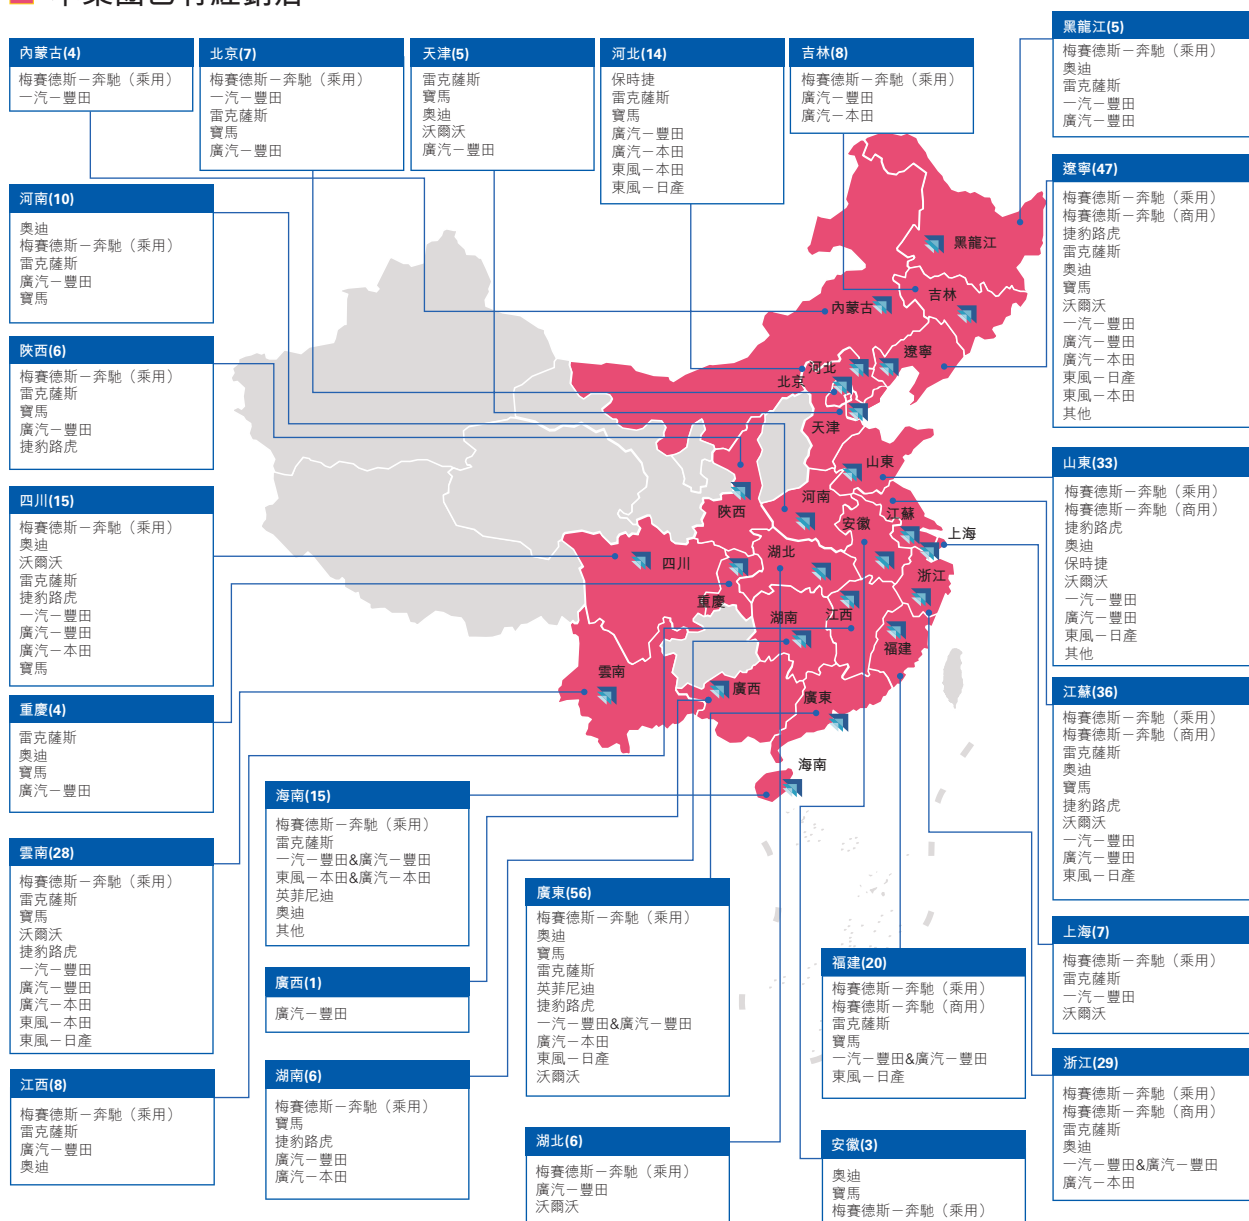 內蒙古(4)
梅賽德斯－奔馳（乘用）
一汽－豐田
北京(7)
梅賽德斯－奔馳（乘用）
一汽－豐田
雷克薩斯
寶馬
廣汽－豐田
天津(5)
雷克薩斯
寶馬
奧迪
沃爾沃
廣汽－豐田
河北(14)
保時捷
雷克薩斯
寶馬
廣汽－豐田
廣汽－本田
東風－本田
東風－日產
吉林(8)
梅賽德斯－奔馳（乘用）
廣汽－豐田
廣汽－本田
黑龍江(5)
梅賽德斯－奔馳（乘用）
奧迪
雷克薩斯
一汽－豐田
廣汽－豐田
遼寧(47)
梅賽德斯－奔馳（乘用）
梅賽德斯－奔馳（商用）
捷豹路虎
雷克薩斯
奧迪
寶馬
沃爾沃
一汽－豐田
廣汽－豐田
廣汽－本田
東風－日產
東風－本田
其他
河南(10)
奧迪
梅賽德斯－奔馳（乘用）
雷克薩斯
廣汽－豐田
寶馬
陝西(6)
梅賽德斯－奔馳（乘用）
雷克薩斯
寶馬
廣汽－豐田
捷豹路虎
四川(15)
梅賽德斯－奔馳（乘用）
奧迪
沃爾沃
雷克薩斯
捷豹路虎
一汽－豐田
廣汽－豐田
廣汽－本田
寶馬
重慶(4)
雷克薩斯
奧迪
寶馬
廣汽－豐田
雲南(28)
梅賽德斯－奔馳（乘用）
雷克薩斯
寶馬
沃爾沃
捷豹路虎
一汽－豐田
廣汽－豐田
廣汽－本田
東風－本田
東風－日產
江西(8)
梅賽德斯－奔馳（乘用）
雷克薩斯
廣汽－豐田
奧迪
黑龍江
吉林
內蒙古
遼寧
河北
北京
天津
山東
河南
陝西
江蘇
安徽
上海
四川
湖北
浙江
重慶
湖南
江西
福建
雲南
廣西
廣東
海南
海南(15)
梅賽德斯－奔馳（乘用）
雷克薩斯
一汽－豐田&廣汽－豐田
東風－本田&廣汽－本田
英菲尼迪
奧迪
其他
廣西(1)
廣汽－豐田
湖南(6)
梅賽德斯－奔馳（乘用）
寶馬
捷豹路虎
廣汽－豐田
廣汽－本田
廣東(56)
梅賽德斯－奔馳（乘用）
奧迪
寶馬
雷克薩斯
英菲尼迪
捷豹路虎
一汽－豐田&廣汽－豐田
廣汽－本田
東風－日產
沃爾沃
湖北(6)
梅賽德斯－奔馳（乘用）
廣汽－豐田
沃爾沃
福建(20)
梅賽德斯－奔馳（乘用）
梅賽德斯－奔馳（商用）
雷克薩斯
寶馬
一汽－豐田&廣汽－豐田
東風－日產
安徽(3)
奧迪
寶馬
梅賽德斯－奔馳（乘用）
山東(33)
梅賽德斯－奔馳（乘用）
梅賽德斯－奔馳（商用）
捷豹路虎
奧迪
保時捷
沃爾沃
一汽－豐田
廣汽－豐田
東風－日產
其他
江蘇(36)
梅賽德斯－奔馳（乘用）
梅賽德斯－奔馳（商用）
雷克薩斯
奧迪
寶馬
捷豹路虎
沃爾沃
一汽－豐田
廣汽－豐田
東風－日產
上海(7)
梅賽德斯－奔馳（乘用）
雷克薩斯
一汽－豐田
沃爾沃
浙江(29)
梅賽德斯－奔馳（乘用）
梅賽德斯－奔馳（商用）
雷克薩斯
奧迪
一汽－豐田&廣汽－豐田
廣汽－本田